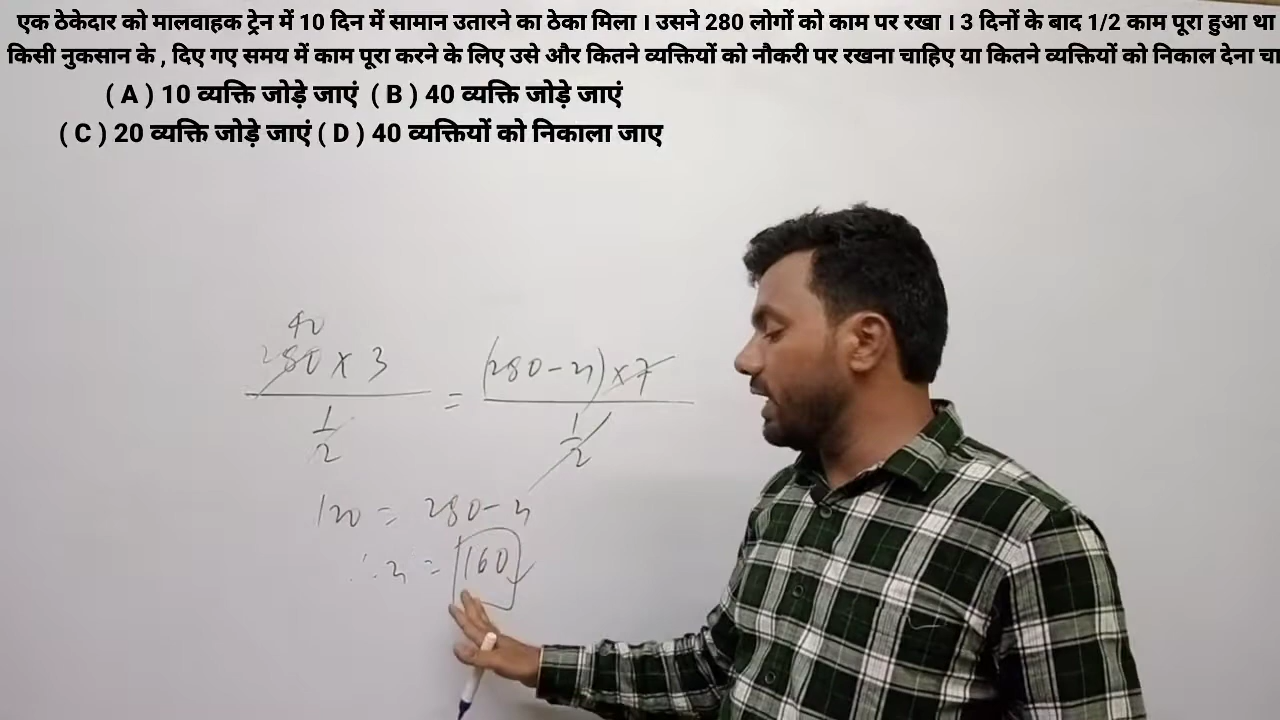 एक ठेकेदार को मालवाहक ट्रेन में 10 दिन में सामान उतारने का ठेका मिला । उसने 280 लोगों को काम पर रखा । 3 दिनों के बाद 1/2 काम पूरा हुआ था
किसी नुकसान के , दिए गए समय में काम पूरा करने के लिए उसे और कितने व्यक्तियों को नौकरी पर रखना चाहिए या कितने व्यक्तियों को निकाल देना चा
( A ) 10 व्यक्ति जोड़े जाएं ( B ) 40 व्यक्ति जोड़े जाएं
( C ) 20 व्यक्ति जोड़े जाएं ( D ) 40 व्यक्तियों को निकाला जाए
40
280 x 3 / 1/2 = (280 - x) x 7 / 1/2
120 = 280 - x
∴ x = 160